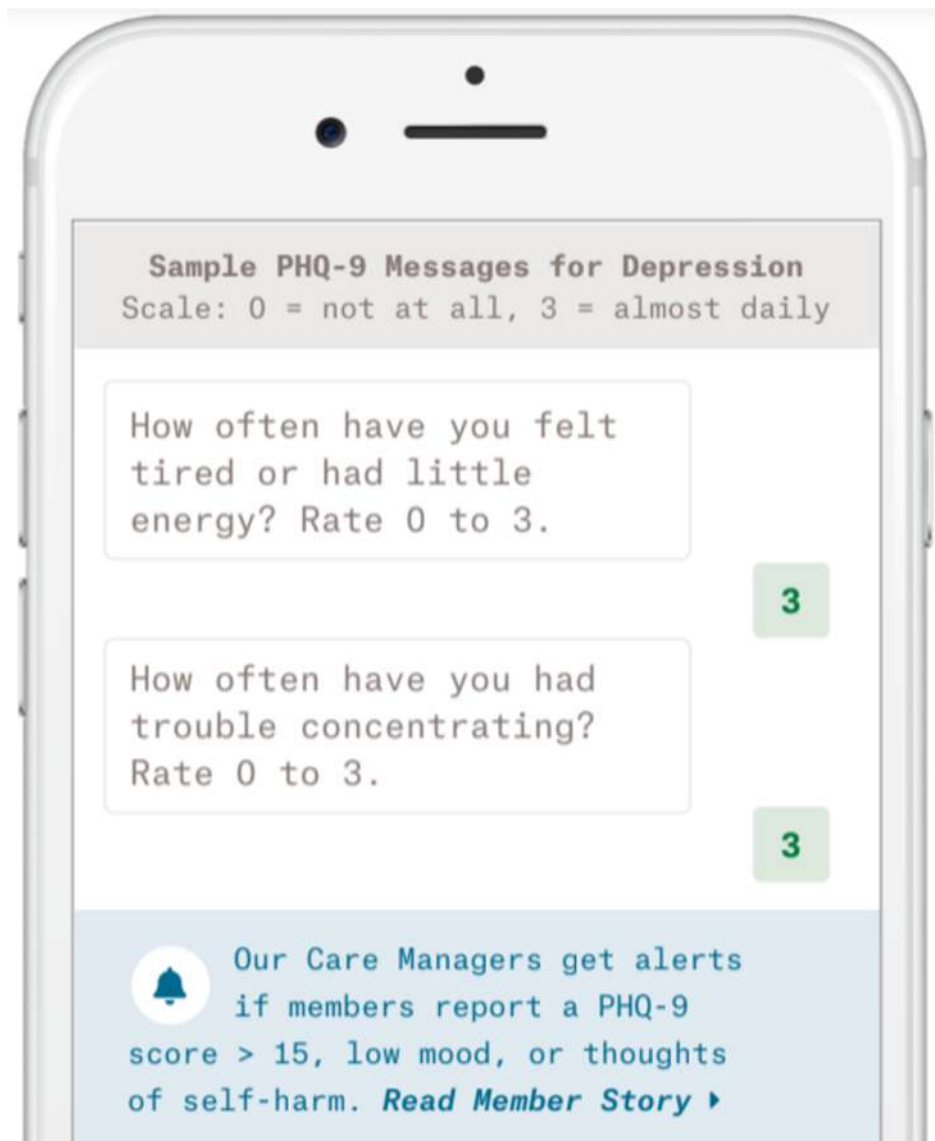 Sample PHQ-9 Messages for Depression
Scale: 0 = not at all, 3 = almost daily
How often have you felt
tired or had little
energy? Rate 0 to 3.
3
How often have you had
trouble concentrating?
Rate 0 to 3.
3
Our Care Managers get alerts
if members report a PHQ-9
score > 15, low mood, or thoughts
of self-harm. Read Member Story ▸